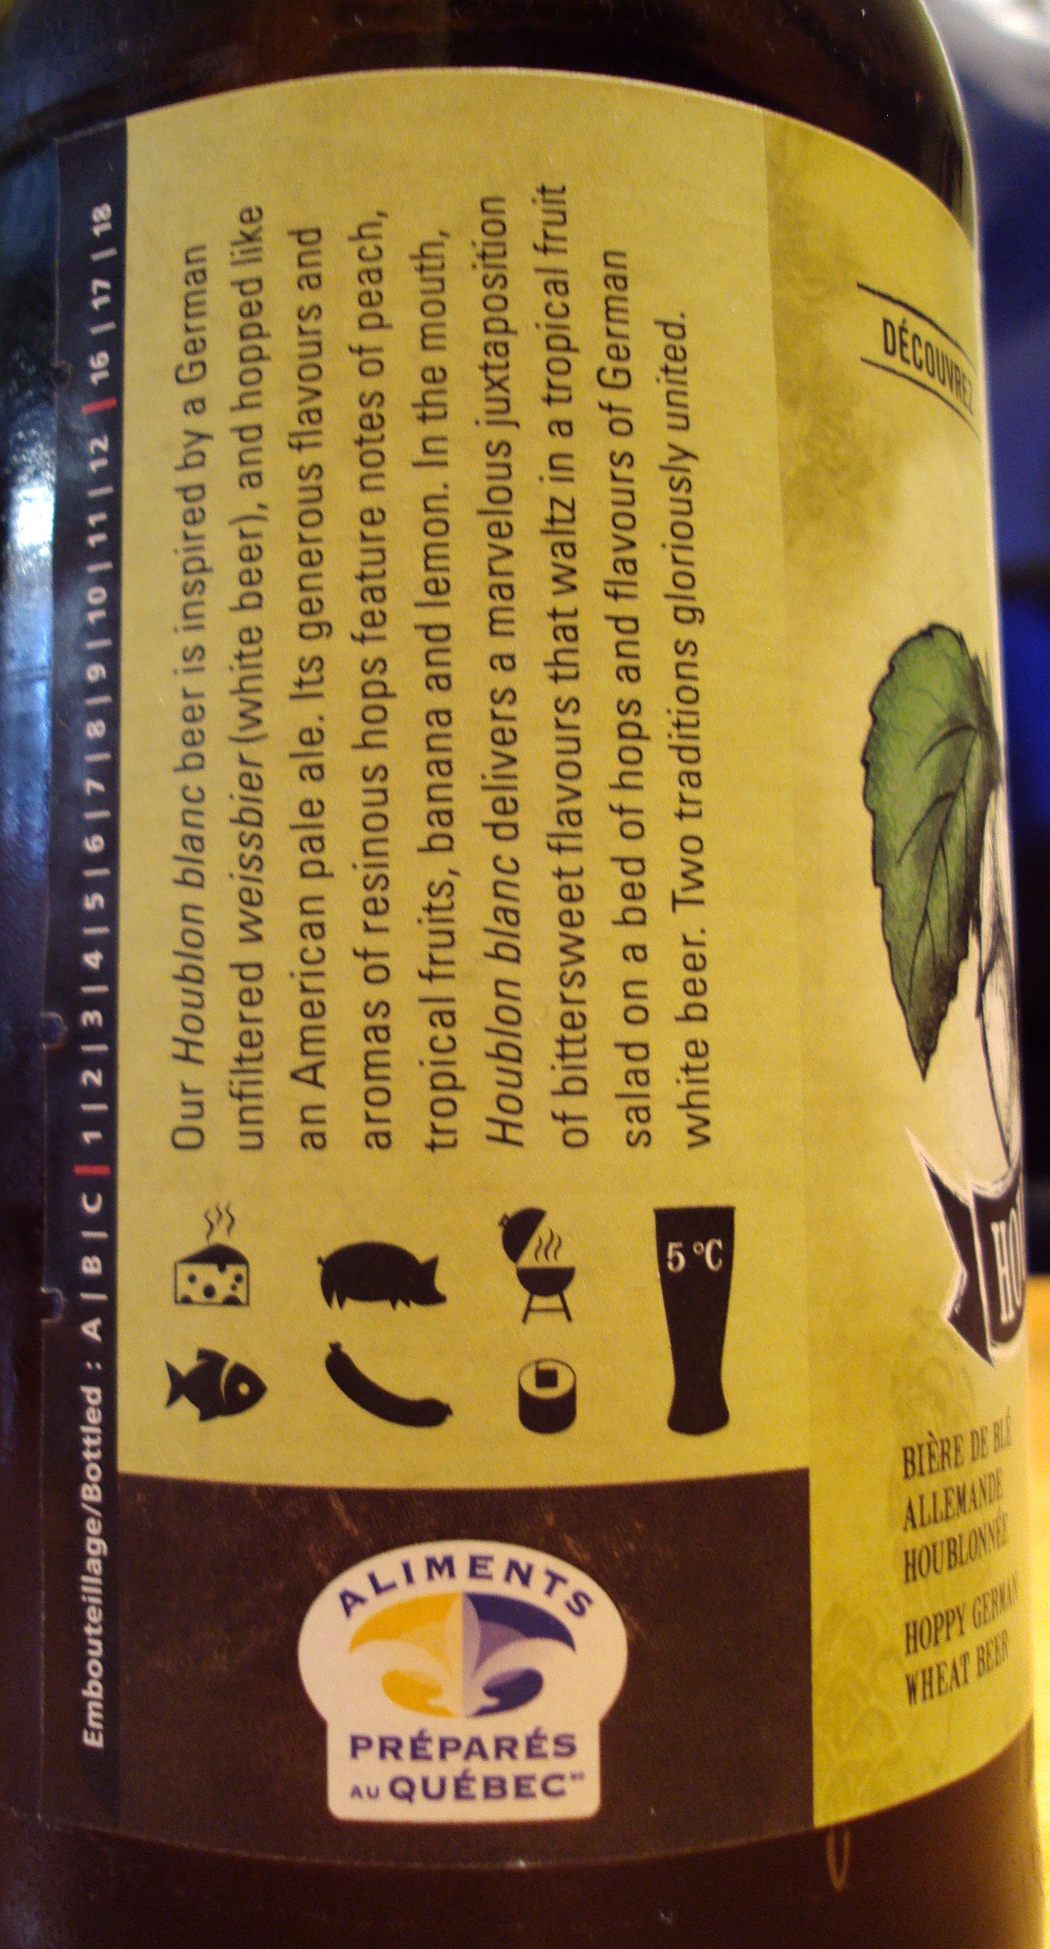 Embouteillage/Bottled : A | B | C | 1 | 2 | 3 | 4 | 5 | 6 | 7 | 8 | 9 | 10 | 11 | 12 | 16 | 17 | 18
Our Houblon blanc beer is inspired by a German
unfiltered weissbier (white beer), and hopped like
an American pale ale. Its generous flavours and
aromas of resinous hops feature notes of peach,
tropical fruits, banana and lemon. In the mouth,
Houblon blanc delivers a marvelous juxtaposition
of bittersweet flavours that waltz in a tropical fruit
salad on a bed of hops and flavours of German
white beer. Two traditions gloriously united.
5 °C
ALIMENTS
PRÉPARÉS
AU QUÉBEC
DÉCOUVREZ
BIÈRE DE BLÉ
ALLEMANDE
HOUBLONNÉE
HOPPY GERMAN
WHEAT BEER